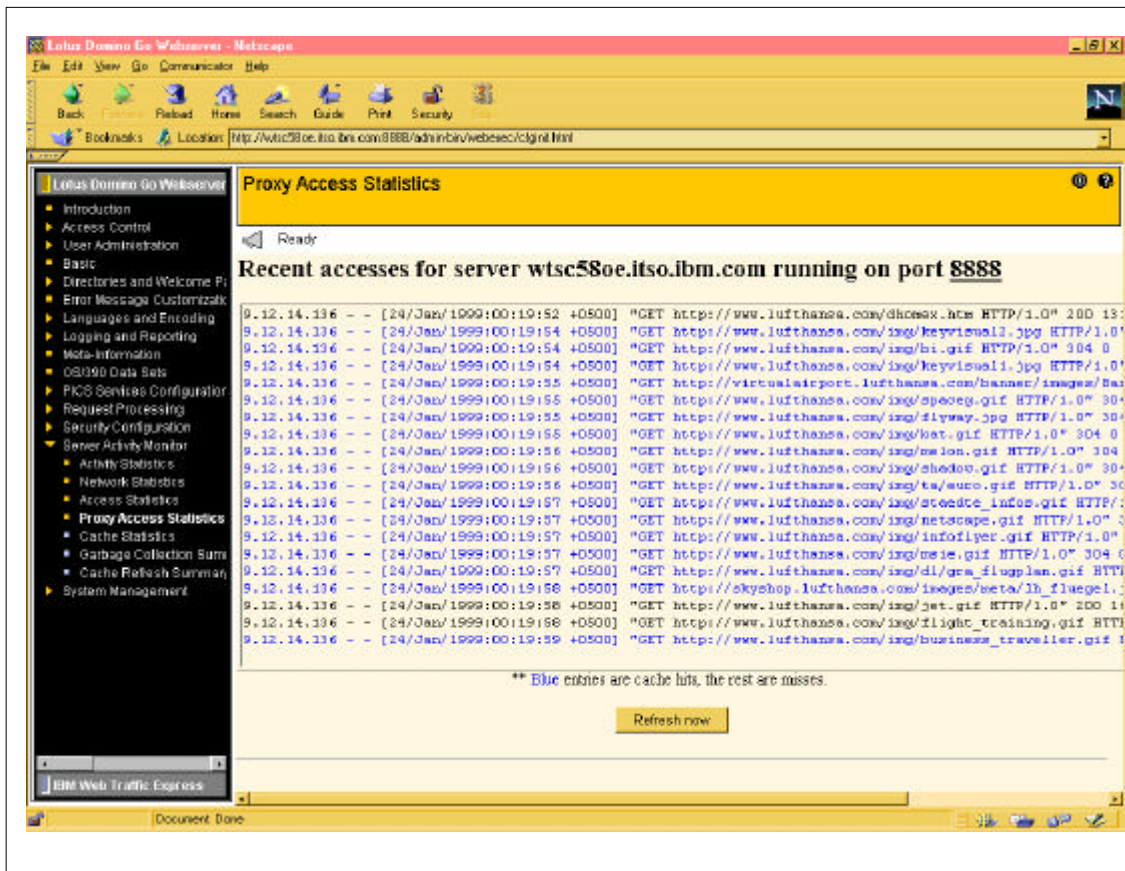 Lotus Domino Go Webserver - Netscape
File Edit View Go Communicator Help
Back Reload Home Search Guide Print Security
N
Bookmarks Location: http://wtsc58oe.itso.ibm.com:8888/admin-bin/webexec/cfginit.html
Lotus Domino Go Webserver
Introduction
Access Control
User Administration
Basic
Directories and Welcome Pa
Error Message Customizatio
Languages and Encoding
Logging and Reporting
Meta-Information
OS/390 Data Sets
PICS Services Configuration
Request Processing
Security Configuration
Server Activity Monitor
Activity Statistics
Network Statistics
Access Statistics
Proxy Access Statistics
Cache Statistics
Garbage Collection Summ
Cache Refresh Summary
System Management
IBM Web Traffic Express
Proxy Access Statistics
Ready
Recent accesses for server wtsc58oe.itso.ibm.com running on port 8888
9.12.14.136 - - [24/Jan/1999:00:19:52 +0500] "GET http://www.lufthansa.com/dhomex.htm HTTP/1.0" 200 13
9.12.14.136 - - [24/Jan/1999:00:19:54 +0500] "GET http://www.lufthansa.com/img/keyvisual2.jpg HTTP/1.0"
9.12.14.136 - - [24/Jan/1999:00:19:54 +0500] "GET http://www.lufthansa.com/img/bi.gif HTTP/1.0" 304 0
9.12.14.136 - - [24/Jan/1999:00:19:54 +0500] "GET http://www.lufthansa.com/img/keyvisual1.jpg HTTP/1.0"
9.12.14.136 - - [24/Jan/1999:00:19:55 +0500] "GET http://virtualairport.lufthansa.com/banner/images/Ban
9.12.14.136 - - [24/Jan/1999:00:19:55 +0500] "GET http://www.lufthansa.com/img/spaceg.gif HTTP/1.0" 304
9.12.14.136 - - [24/Jan/1999:00:19:55 +0500] "GET http://www.lufthansa.com/img/flyway.jpg HTTP/1.0" 304
9.12.14.136 - - [24/Jan/1999:00:19:55 +0500] "GET http://www.lufthansa.com/img/kat.gif HTTP/1.0" 304 0
9.12.14.136 - - [24/Jan/1999:00:19:56 +0500] "GET http://www.lufthansa.com/img/melon.gif HTTP/1.0" 304
9.12.14.136 - - [24/Jan/1999:00:19:56 +0500] "GET http://www.lufthansa.com/img/shadow.gif HTTP/1.0" 304
9.12.14.136 - - [24/Jan/1999:00:19:56 +0500] "GET http://www.lufthansa.com/img/ta/euro.gif HTTP/1.0" 30
9.12.14.136 - - [24/Jan/1999:00:19:57 +0500] "GET http://www.lufthansa.com/img/staedte_infos.gif HTTP/1
9.12.14.136 - - [24/Jan/1999:00:19:57 +0500] "GET http://www.lufthansa.com/img/netscape.gif HTTP/1.0" 3
9.12.14.136 - - [24/Jan/1999:00:19:57 +0500] "GET http://www.lufthansa.com/img/infoflyer.gif HTTP/1.0"
9.12.14.136 - - [24/Jan/1999:00:19:57 +0500] "GET http://www.lufthansa.com/img/msie.gif HTTP/1.0" 304 0
9.12.14.136 - - [24/Jan/1999:00:19:57 +0500] "GET http://www.lufthansa.com/img/dl/gra_flugplan.gif HTTP
9.12.14.136 - - [24/Jan/1999:00:19:58 +0500] "GET http://skyshop.lufthansa.com/images/meta/lh_fluegel.j
9.12.14.136 - - [24/Jan/1999:00:19:58 +0500] "GET http://www.lufthansa.com/img/jet.gif HTTP/1.0" 200 16
9.12.14.136 - - [24/Jan/1999:00:19:58 +0500] "GET http://www.lufthansa.com/img/flight_training.gif HTTP
9.12.14.136 - - [24/Jan/1999:00:19:59 +0500] "GET http://www.lufthansa.com/img/business_traveller.gif H
** Blue entries are cache hits, the rest are misses.
Refresh now
Document: Done